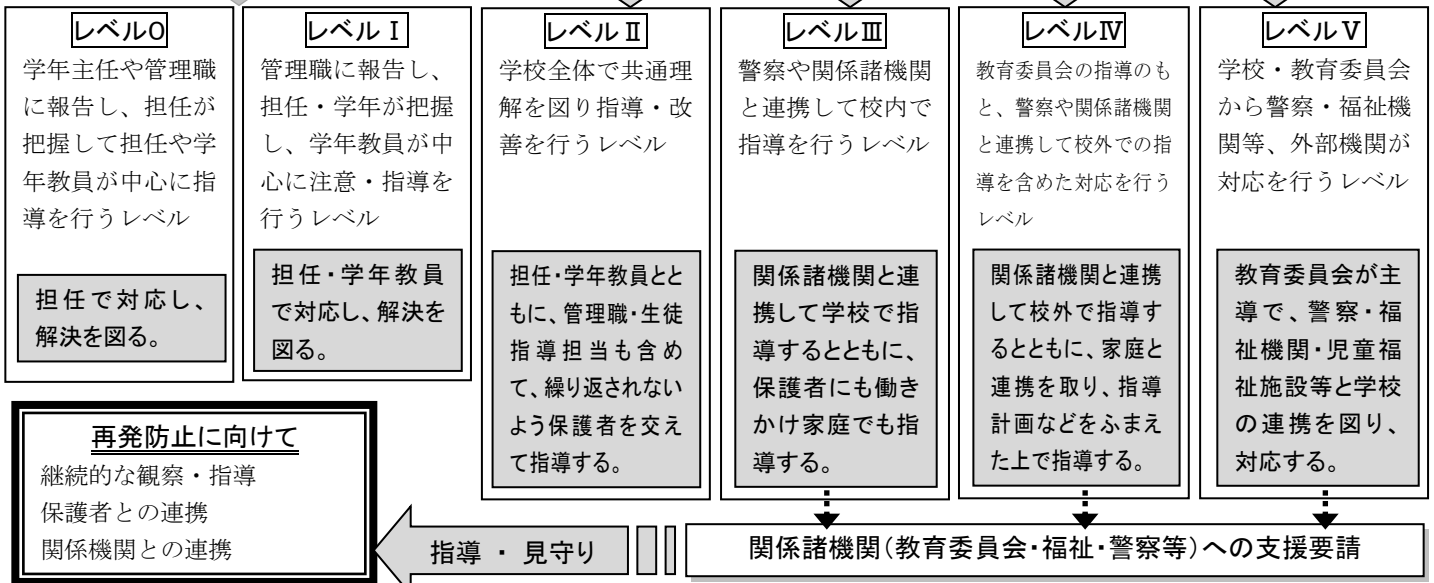 レベル0
学年主任や管理職
に報告し、担任が
把握して担任や学
年教員が中心に指
導を行うレベル
担任で対応し、
解決を図る。
レベルⅠ
管理職に報告し、
担任・学年が把握
し、学年教員が中
心に注意・指導を
行うレベル
担任・学年教員
で対応し、解決を
図る。
レベルⅡ
学校全体で共通理
解を図り指導・改
善を行うレベル
担任・学年教員とと
もに、管理職・生徒
指導担当も含め
て、繰り返されない
よう保護者を交え
て指導する。
レベルⅢ
警察や関係諸機関
と連携して校内で
指導を行うレベル
関係諸機関と連
携して学校で指
導するとともに、
保護者にも働き
かけ家庭でも指
導する。
レベルⅣ
教育委員会の指導のも
と、警察や関係諸機関
と連携して校外での指
導を含めた対応を行う
レベル
関係諸機関と連携
して校外で指導す
るとともに、家庭と
連携を取り、指導
計画などをふまえ
た上で指導する。
レベルⅤ
学校・教育委員会
から警察・福祉機
関等、外部機関が
対応を行うレベル
教育委員会が主
導で、警察・福
祉機関・児童福
祉施設等と学校
の連携を図り、
対応する。
再発防止に向けて
継続的な観察・指導
保護者との連携
関係機関との連携
指導 ・ 見守り
関係諸機関(教育委員会・福祉・警察等)への支援要請